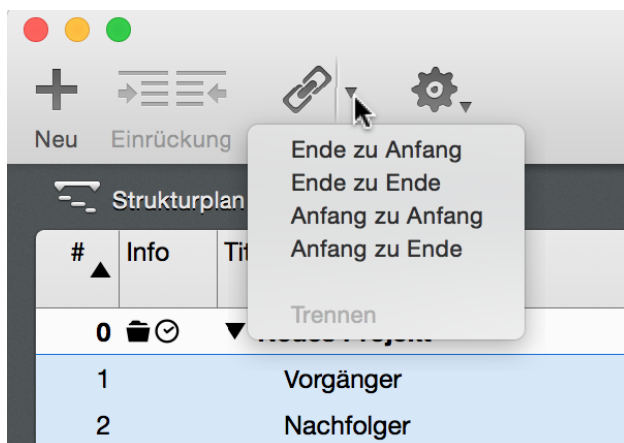 Neu Einrückung
Ende zu Anfang
Ende zu Ende
Anfang zu Anfang
Anfang zu Ende
Trennen
Strukturplan
# Info
0
1 Vorgänger
2 Nachfolger